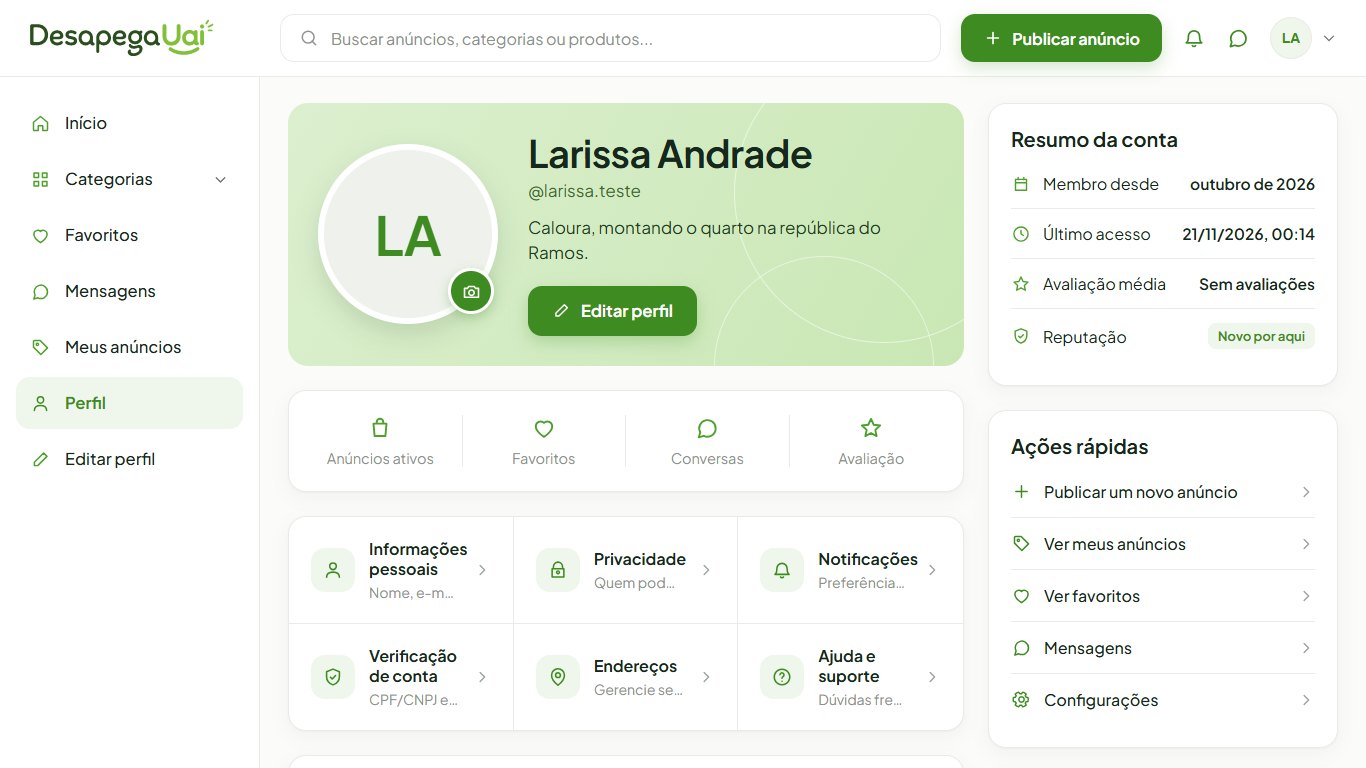 DesapegaUai
Buscar anúncios, categorias ou produtos...
Publicar anúncio
LA
Início
Categorias
Favoritos
Mensagens
Meus anúncios
Perfil
Editar perfil
LA
Larissa Andrade
@larissa.teste
Caloura, montando o quarto na república do
Ramos.
Editar perfil
Anúncios ativos
Favoritos
Conversas
Avaliação
Informações
pessoais
Nome, e-m...
Privacidade
Quem pod...
Notificações
Preferência...
Verificação
de conta
CPF/CNPJ e...
Endereços
Gerencie se...
Ajuda e
suporte
Dúvidas fre...
Resumo da conta
Membro desde outubro de 2026
Último acesso 21/11/2026, 00:14
Avaliação média Sem avaliações
Reputação Novo por aqui
Ações rápidas
Publicar um novo anúncio
Ver meus anúncios
Ver favoritos
Mensagens
Configurações